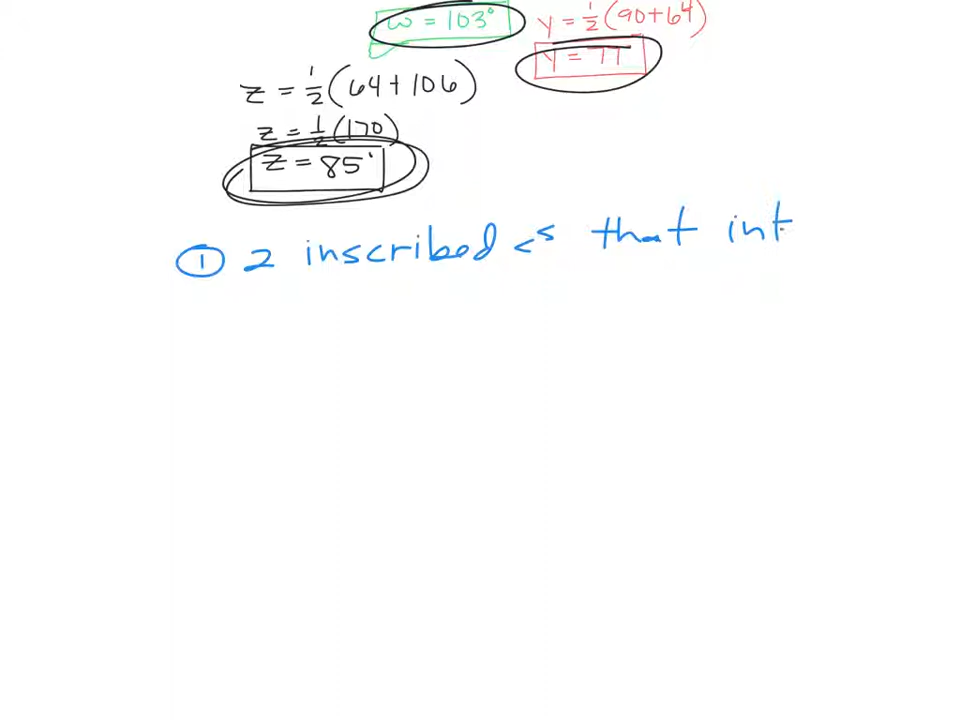 w = 103°
y = 1/2(90+64)
y = 77
z = 1/2(64+106)
z = 1/2(170)
z = 85°
① 2 inscribed <s that int